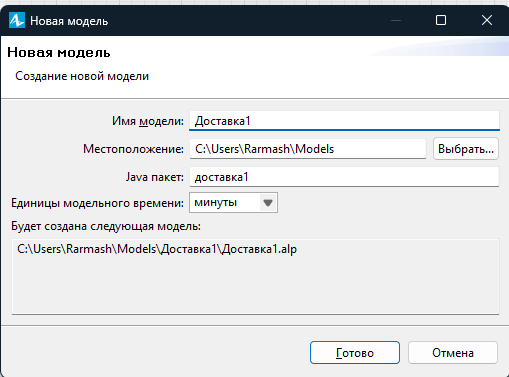 Новая модель
Новая модель
Создание новой модели
Имя модели: Доставка1
Местоположение: C:\Users\Rarmash\Models Выбрать...
Java пакет: доставка1
Единицы модельного времени: минуты
Будет создана следующая модель:
C:\Users\Rarmash\Models\Доставка1\Доставка1.alp
Готово Отмена